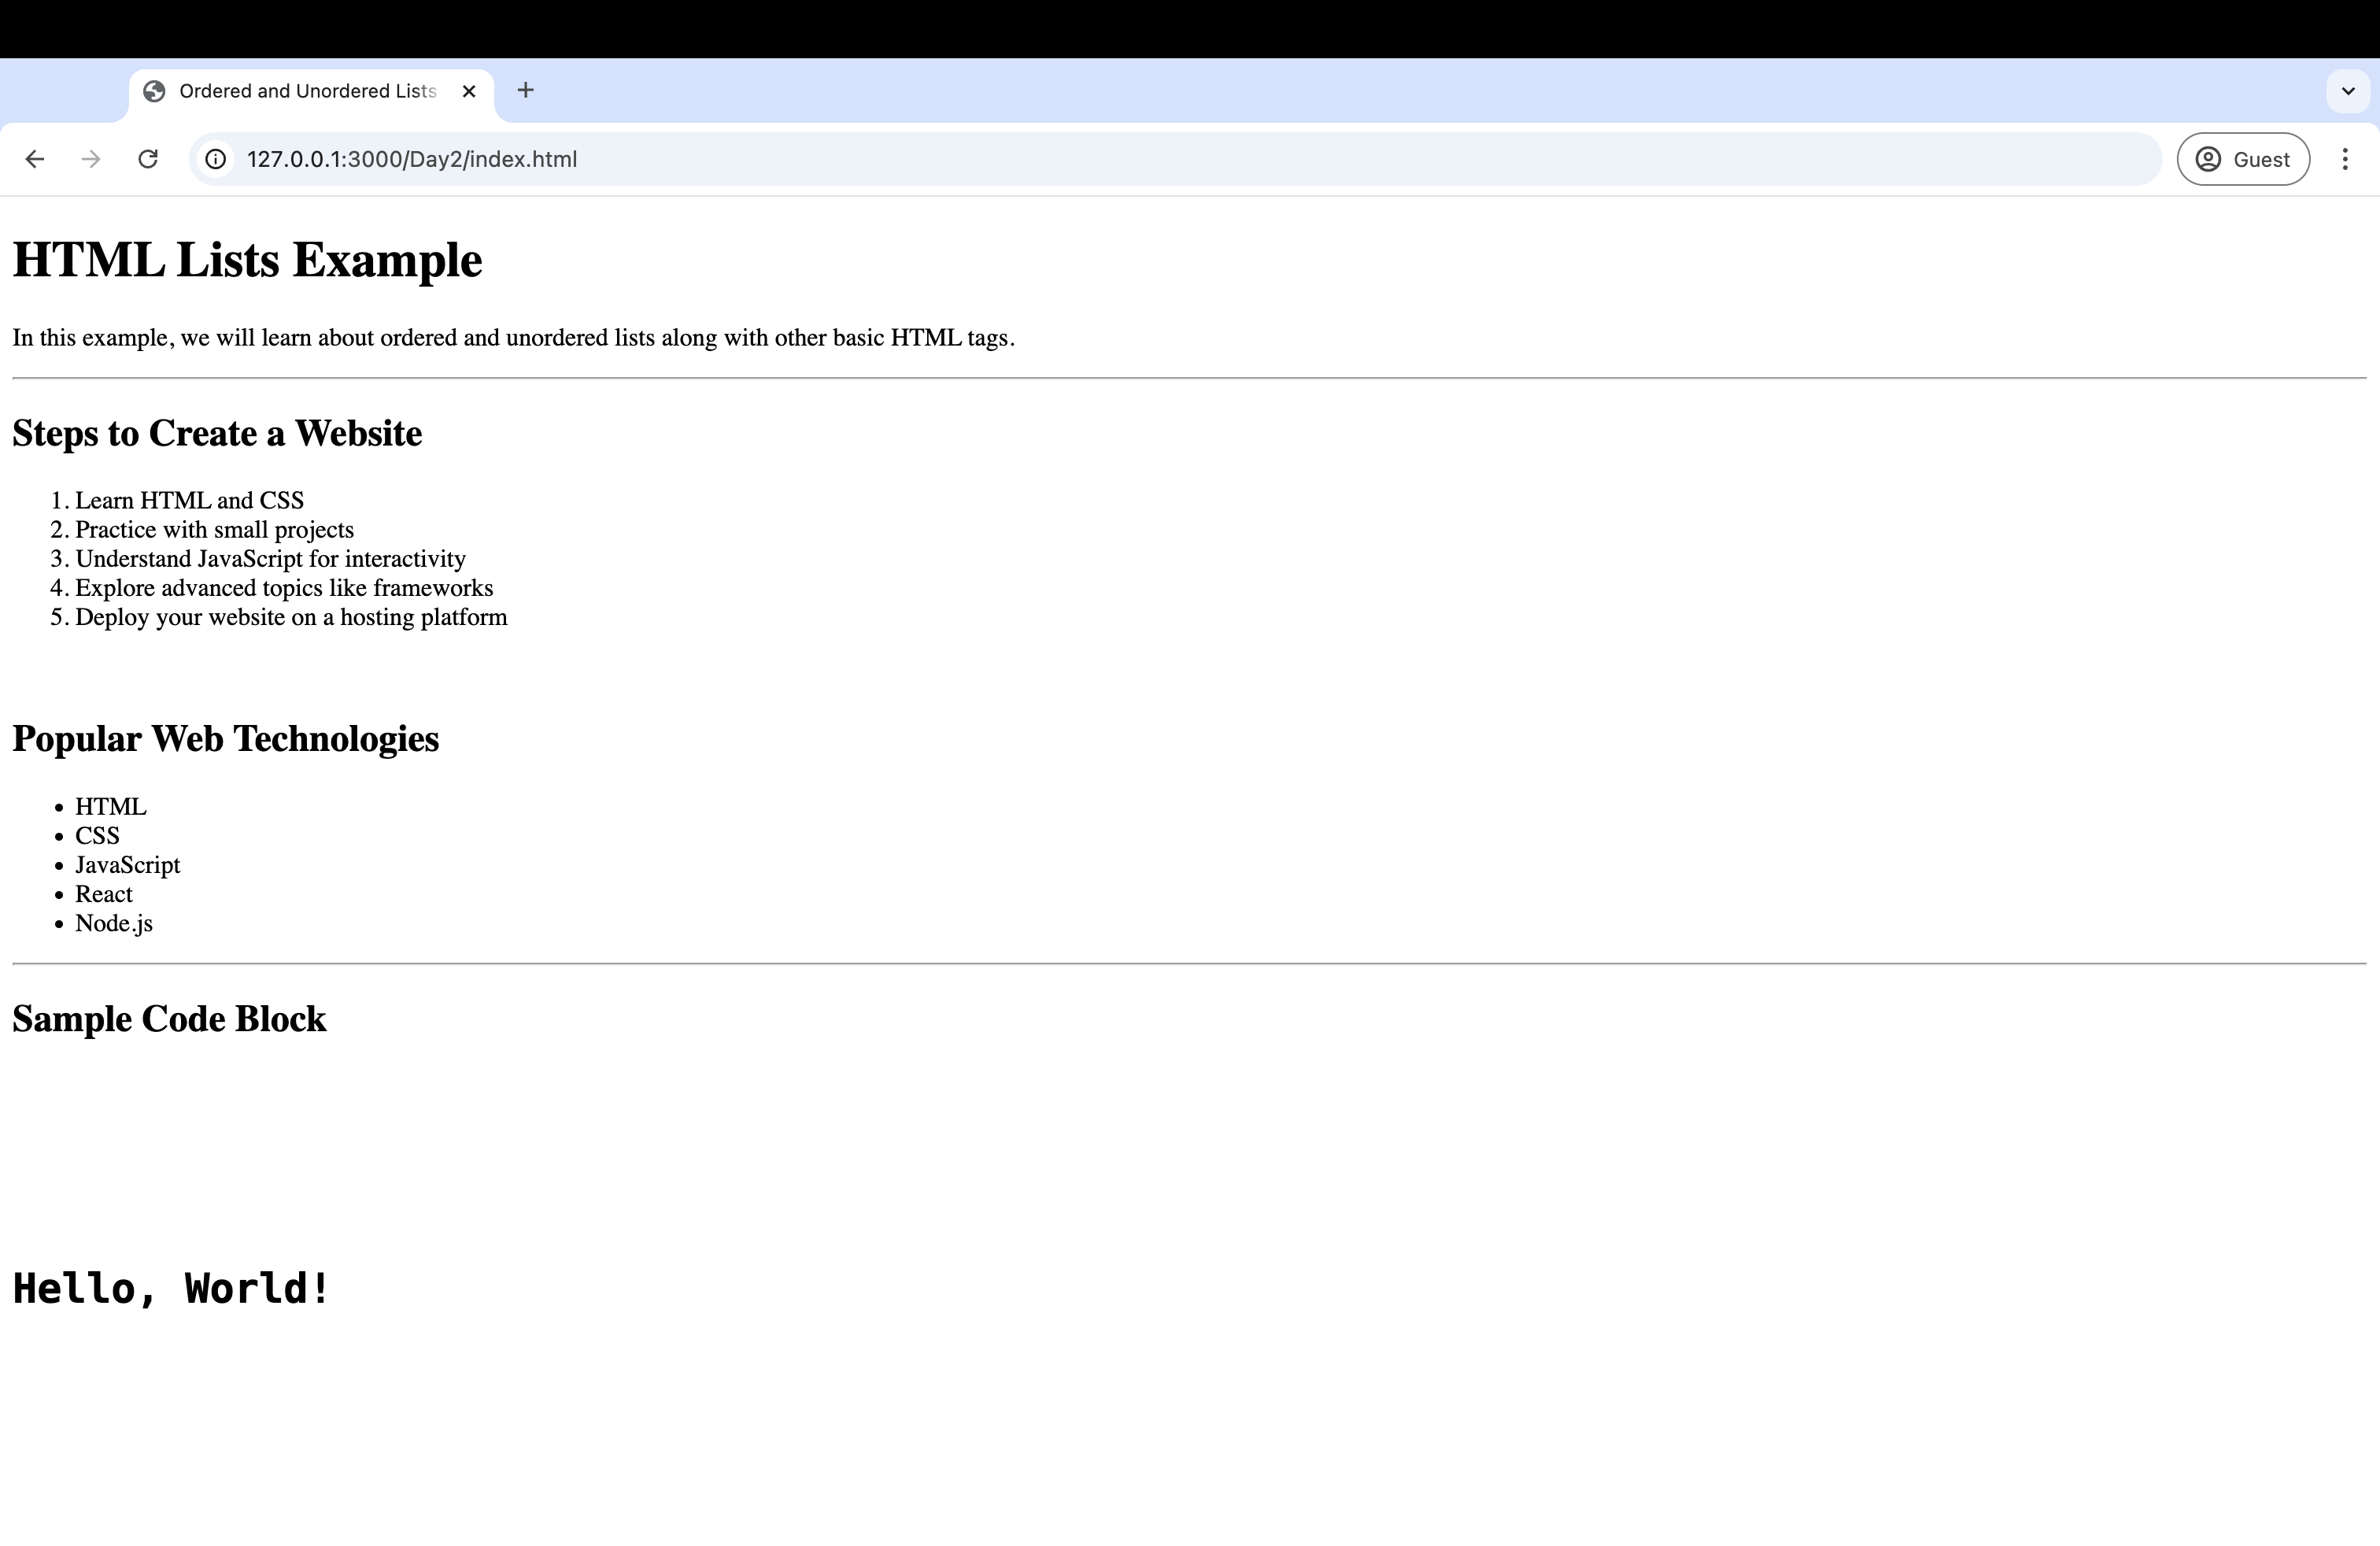 Ordered and Unordered Lists
127.0.0.1:3000/Day2/index.html
Guest
HTML Lists Example
In this example, we will learn about ordered and unordered lists along with other basic HTML tags.
Steps to Create a Website
1. Learn HTML and CSS
2. Practice with small projects
3. Understand JavaScript for interactivity
4. Explore advanced topics like frameworks
5. Deploy your website on a hosting platform
Popular Web Technologies
• HTML
• CSS
• JavaScript
• React
• Node.js
Sample Code Block
Hello, World!